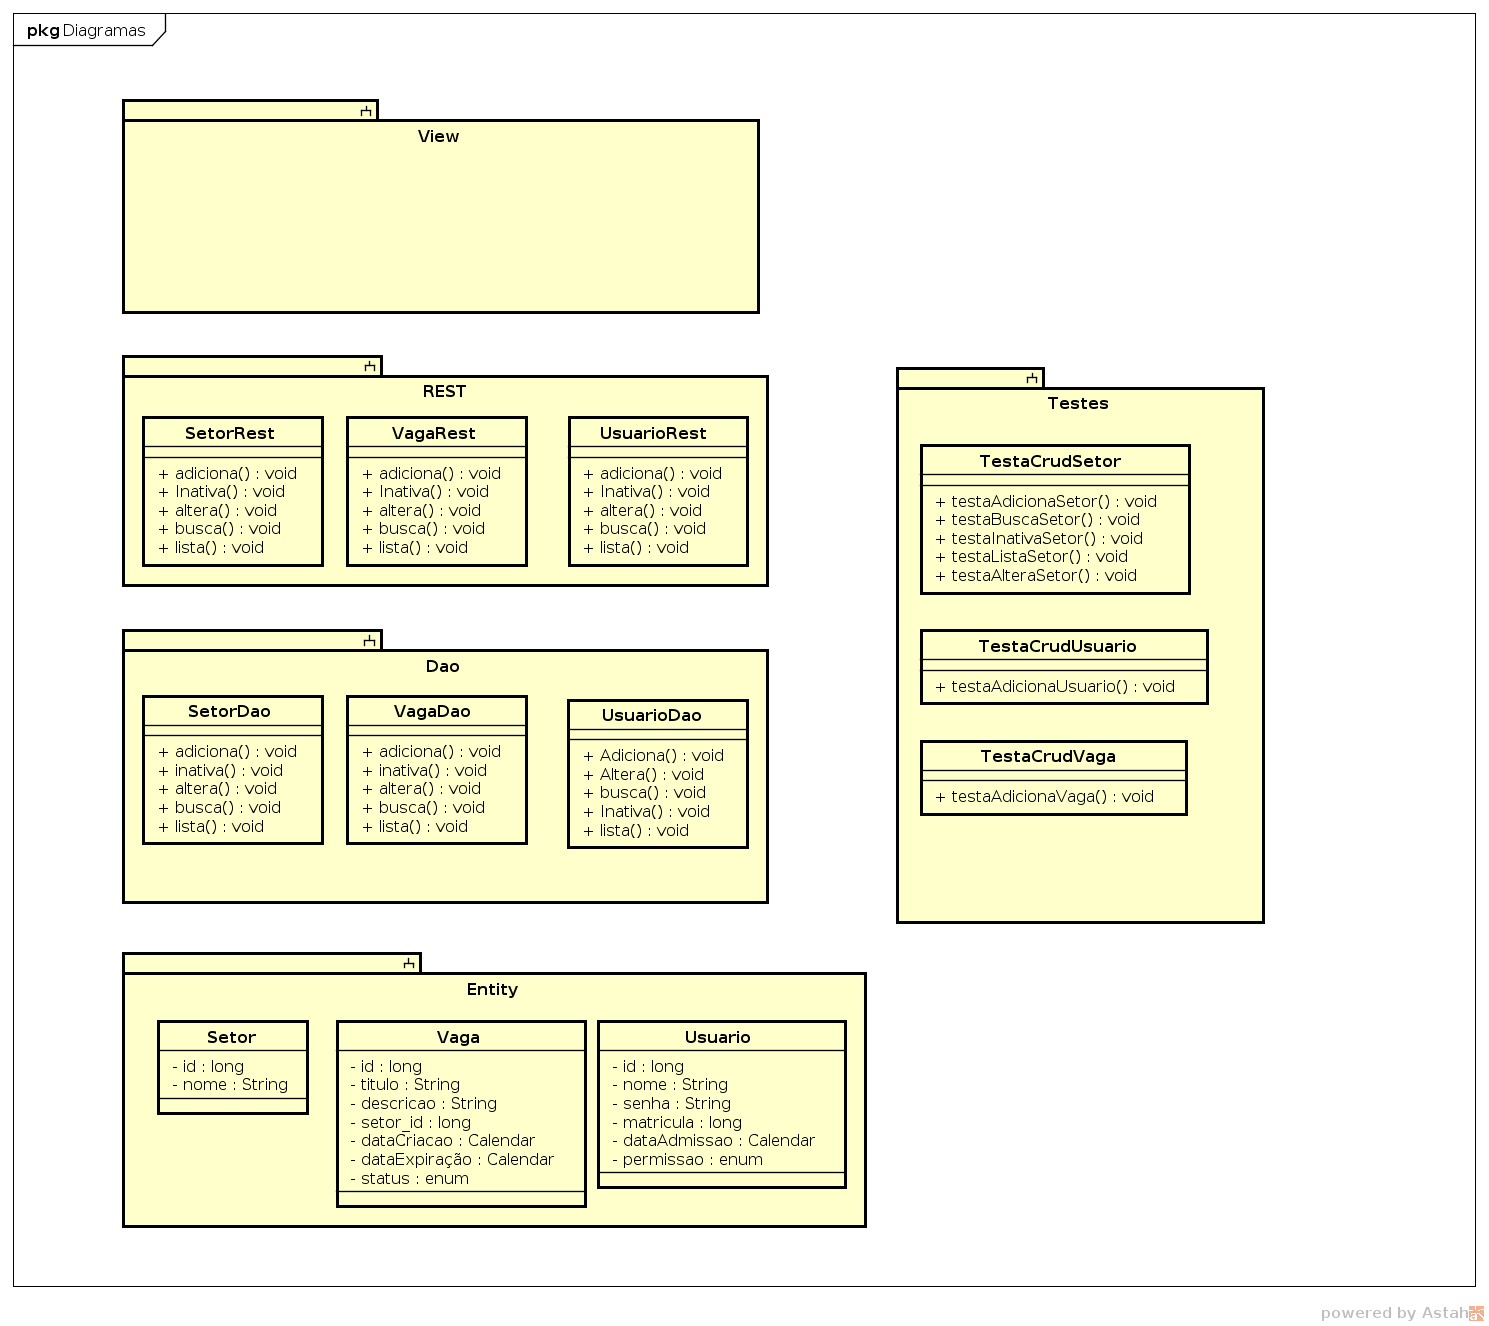 pkg Diagramas
View
REST
SetorRest
+ adiciona() : void
+ Inativa() : void
+ altera() : void
+ busca() : void
+ lista() : void
VagaRest
+ adiciona() : void
+ Inativa() : void
+ altera() : void
+ busca() : void
+ lista() : void
UsuarioRest
+ adiciona() : void
+ Inativa() : void
+ altera() : void
+ busca() : void
+ lista() : void
Dao
SetorDao
+ adiciona() : void
+ inativa() : void
+ altera() : void
+ busca() : void
+ lista() : void
VagaDao
+ adiciona() : void
+ inativa() : void
+ altera() : void
+ busca() : void
+ lista() : void
UsuarioDao
+ Adiciona() : void
+ Altera() : void
+ busca() : void
+ Inativa() : void
+ lista() : void
Entity
Setor
- id : long
- nome : String
Vaga
- id : long
- titulo : String
- descricao : String
- setor_id : long
- dataCriacao : Calendar
- dataExpiração : Calendar
- status : enum
Usuario
- id : long
- nome : String
- senha : String
- matricula : long
- dataAdmissao : Calendar
- permissao : enum
Testes
TestaCrudSetor
+ testaAdicionaSetor() : void
+ testaBuscaSetor() : void
+ testaInativaSetor() : void
+ testaListaSetor() : void
+ testaAlteraSetor() : void
TestaCrudUsuario
+ testaAdicionaUsuario() : void
TestaCrudVaga
+ testaAdicionaVaga() : void
powered by Astah